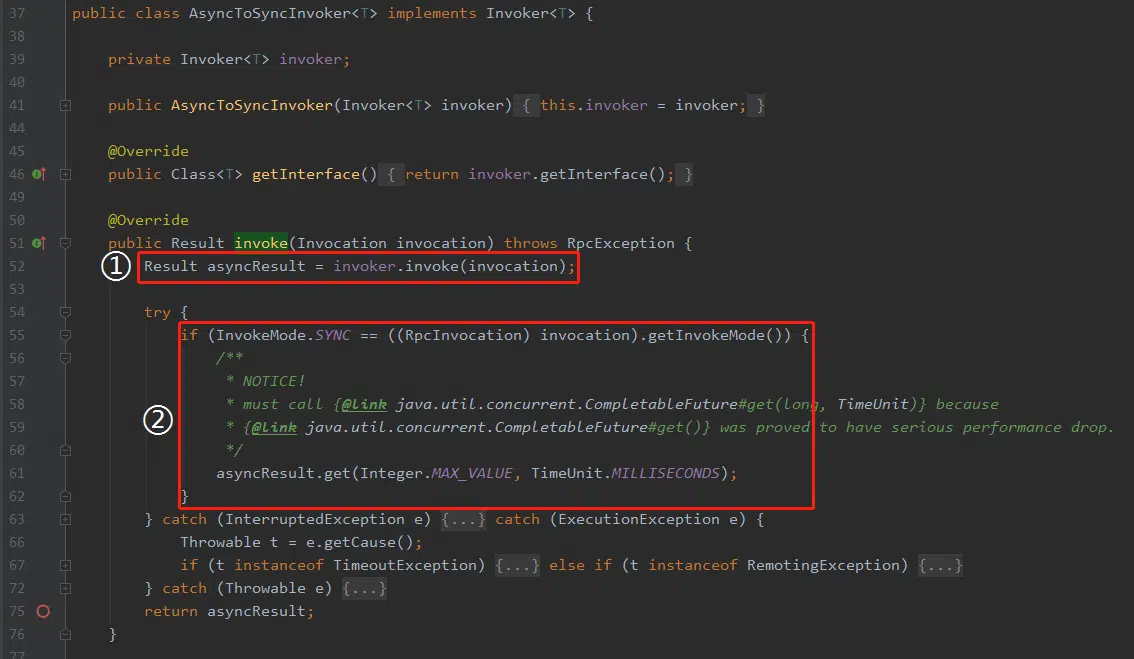 37 public class AsyncToSyncInvoker<T> implements Invoker<T> {
38
39 private Invoker<T> invoker;
40
41 public AsyncToSyncInvoker(Invoker<T> invoker) { this.invoker = invoker; }
44
45 @Override
46 public Class<T> getInterface() { return invoker.getInterface(); }
49
50 @Override
51 public Result invoke(Invocation invocation) throws RpcException {
52 ① Result asyncResult = invoker.invoke(invocation);
53
54 try {
55 if (InvokeMode.SYNC == ((RpcInvocation) invocation).getInvokeMode()) {
56 /**
57 * NOTICE!
58 * must call {@link java.util.concurrent.CompletableFuture#get(long, TimeUnit)} because
59 ② * {@link java.util.concurrent.CompletableFuture#get()} was proved to have serious performance drop.
60 */
61 asyncResult.get(Integer.MAX_VALUE, TimeUnit.MILLISECONDS);
62 }
63 } catch (InterruptedException e) {...} catch (ExecutionException e) {
66 Throwable t = e.getCause();
67 if (t instanceof TimeoutException) {...} else if (t instanceof RemotingException) {...}
72 } catch (Throwable e) {...}
75 return asyncResult;
76 }
77